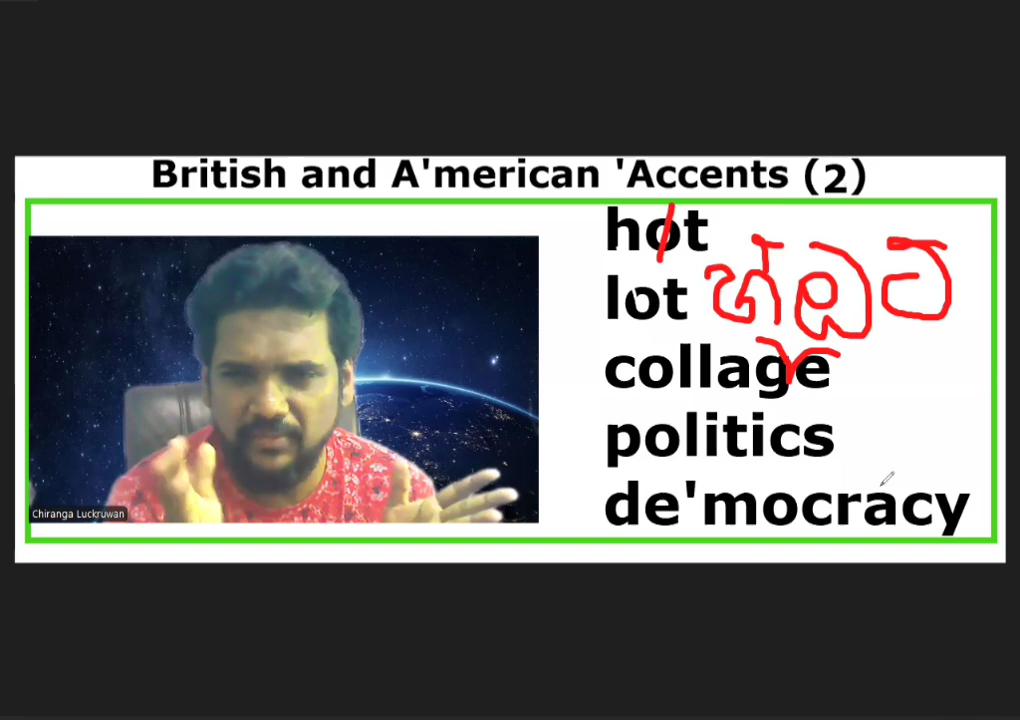 British and A'merican 'Accents (2)
hot
lot
collage
politics
de'mocracy
Chiranga Luckruwan